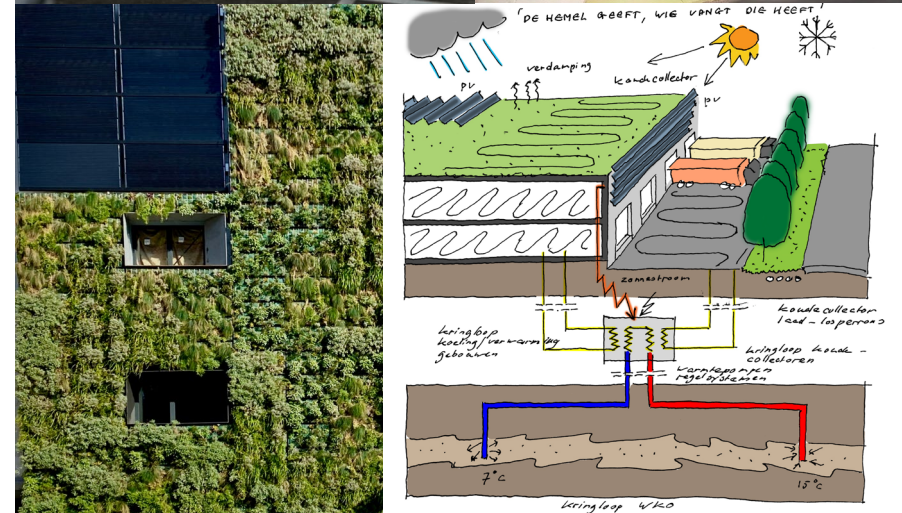 'DE HEMEL GEEFT, WIE VANGT DIE HEEFT'
verdamping
pv
koudecollector
pv
zonnestroom
koudecollector
laad-losperrons
kringloop
koeling/verwarming
gebouwen
kringloop koude-
collectoren
warmtepompen
regelsystemen
7°C
15°C
kringloop WKO